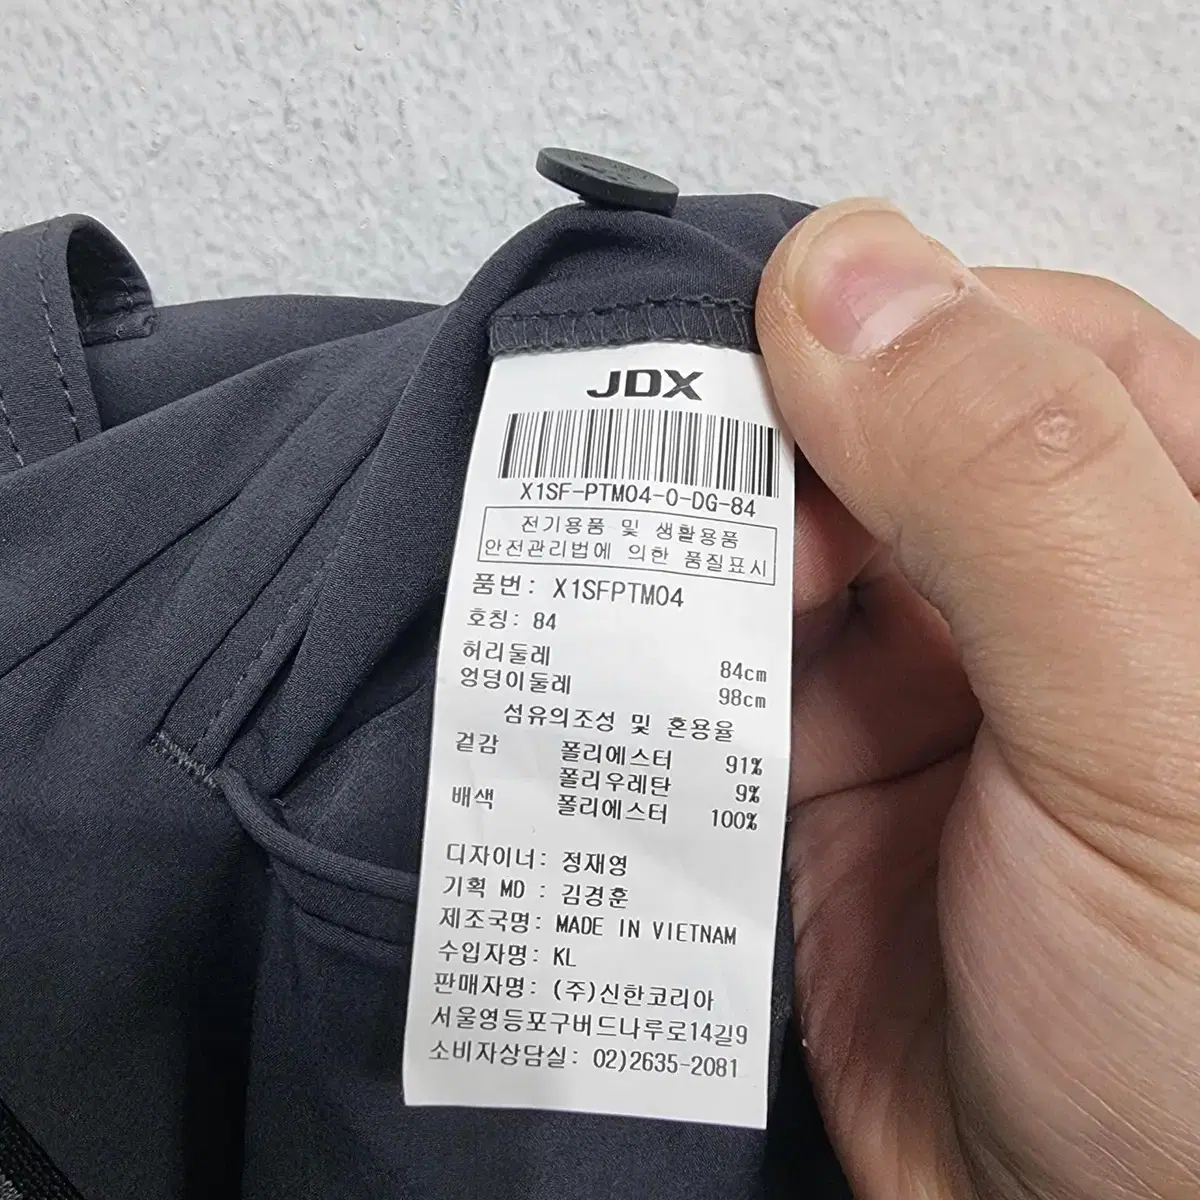 JDX
X1SF-PTM04-0-DG-84
전기용품 및 생활용품
안전관리법에 의한 품질표시
품번: X1SFPTM04
호칭: 84
허리둘레 84cm
엉덩이둘레 98cm
섬유의조성 및 혼용율
겉감 폴리에스터 91%
폴리우레탄 9%
배색 폴리에스터 100%
디자이너: 정재영
기획 MD : 김경훈
제조국명: MADE IN VIETNAM
수입자명: KL
판매자명: (주)신한코리아
서울영등포구버드나루로14길9
소비자상담실: 02)2635-2081